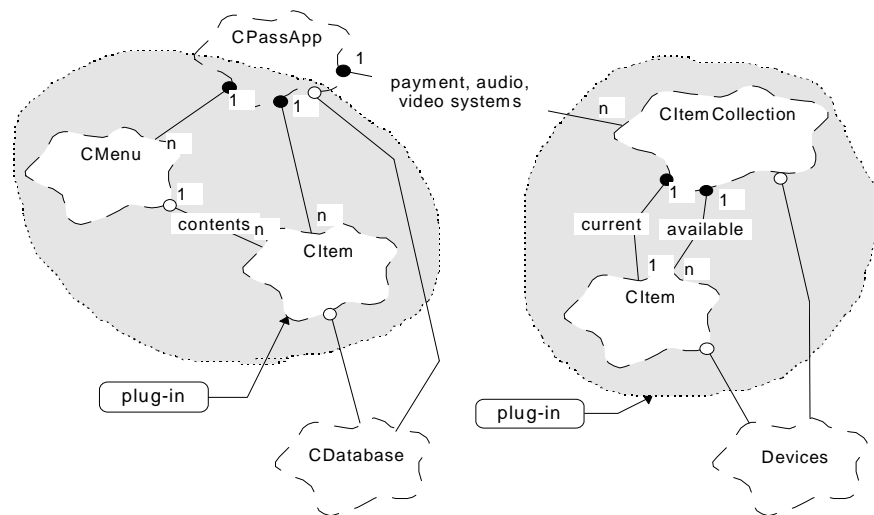 CPassApp
1
payment, audio,
video systems
1
1
n
n
CItemCollection
CMenu
1
1
1
contents
n
n
current
available
CItem
1
n
CItem
plug-in
plug-in
CDatabase
Devices